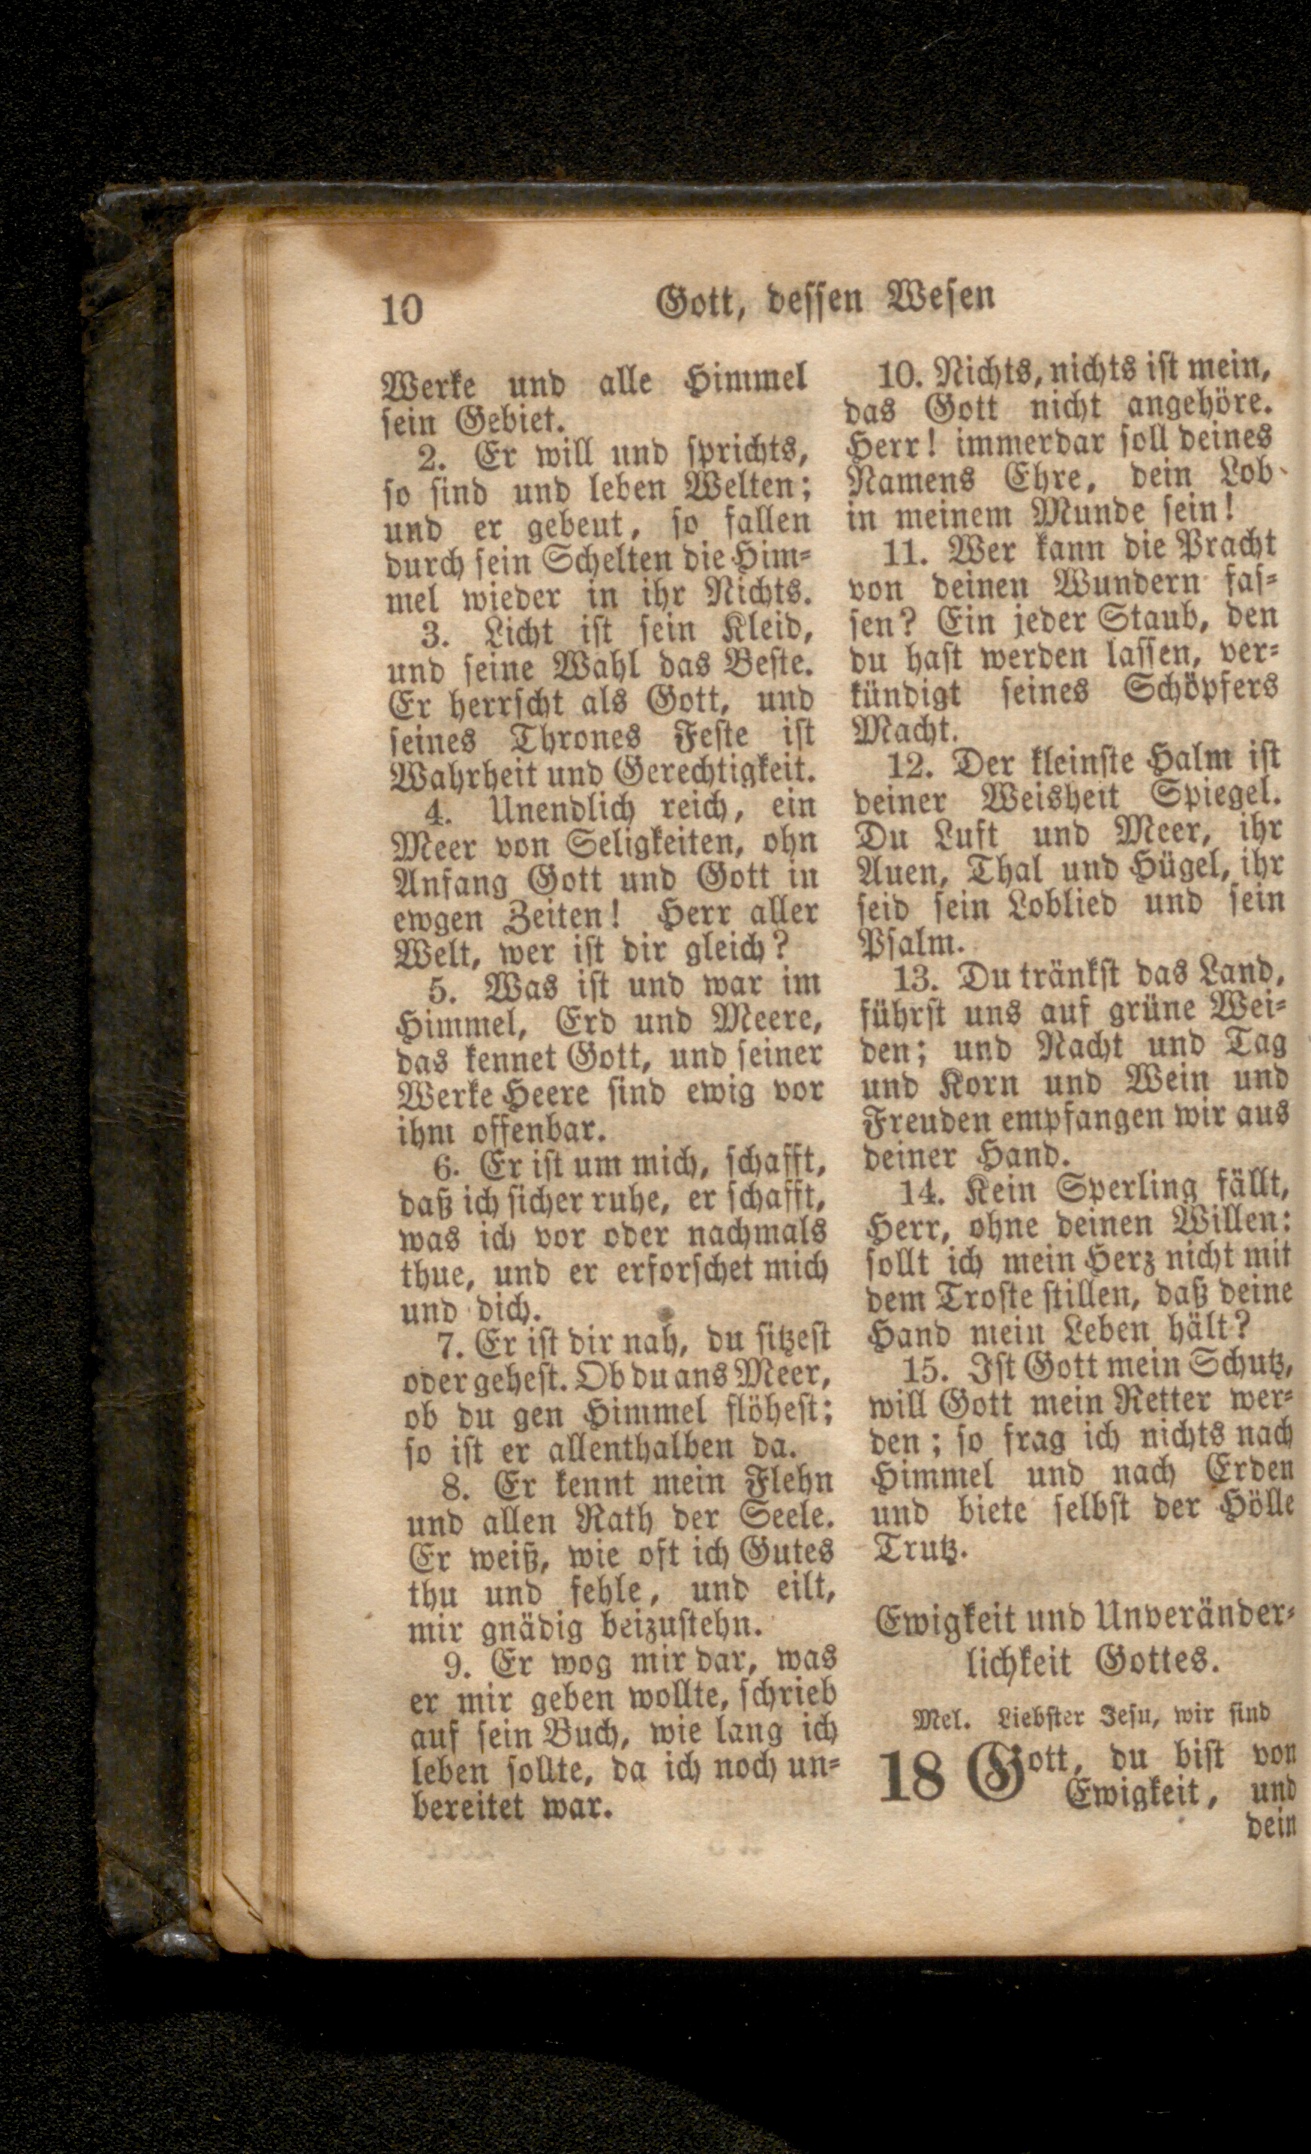 10
Gott, dessen Wesen
Werke und alle Himmel
sein Gebiet.
2. Er will und sprichts,
so sind und leben Welten;
und er gebeut, so fallen
durch sein Schelten die Him-
mel wieder in ihr Nichts.
3. Licht ist sein Kleid,
und seine Wahl das Beste.
Er herrscht als Gott, und
seines Thrones Feste ist
Wahrheit und Gerechtigkeit.
4. Unendlich reich, ein
Meer von Seligkeiten, ohn
Anfang Gott und Gott in
ewgen Zeiten! Herr aller
Welt, wer ist dir gleich?
5. Was ist und war im
Himmel, Erd und Meere,
das kennet Gott, und seiner
Werke Heere sind ewig vor
ihm offenbar.
6. Er ist um mich, schafft,
daß ich sicher ruhe, er schafft,
was ich vor oder nachmals
thue, und er erforschet mich
und dich.
7. Er ist dir nah, du sitzest
oder gehest. Ob du ans Meer,
ob du gen Himmel flöhest;
so ist er allenthalben da.
8. Er kennt mein Flehn
und allen Rath der Seele.
Er weiß, wie oft ich Gutes
thu und fehle, und eilt,
mir gnädig beizustehn.
9. Er wog mir dar, was
er mir geben wollte, schrieb
auf sein Buch, wie lang ich
leben sollte, da ich noch un-
bereitet war.
10. Nichts, nichts ist mein,
das Gott nicht angehöre.
Herr! immerdar soll deines
Namens Ehre, dein Lob
in meinem Munde sein!
11. Wer kann die Pracht
von deinen Wundern fas-
sen? Ein jeder Staub, den
du hast werden lassen, ver-
kündigt seines Schöpfers
Macht.
12. Der kleinste Halm ist
deiner Weisheit Spiegel.
Du Luft und Meer, ihr
Auen, Thal und Hügel, ihr
seid sein Loblied und sein
Psalm.
13. Du tränkst das Land,
führst uns auf grüne Wei-
den; und Nacht und Tag
und Korn und Wein und
Freuden empfangen wir aus
deiner Hand.
14. Kein Sperling fällt,
Herr, ohne deinen Willen:
sollt ich mein Herz nicht mit
dem Troste stillen, daß deine
Hand mein Leben hält?
15. Ist Gott mein Schutz,
will Gott mein Retter wer-
den; so frag ich nichts nach
Himmel und nach Erden
und biete selbst der Hölle
Trutz.
Ewigkeit und Unveränder-
lichkeit Gottes.
Mel. Liebster Jesu, wir sind
18 Gott, du bist von
Ewigkeit, und
dein